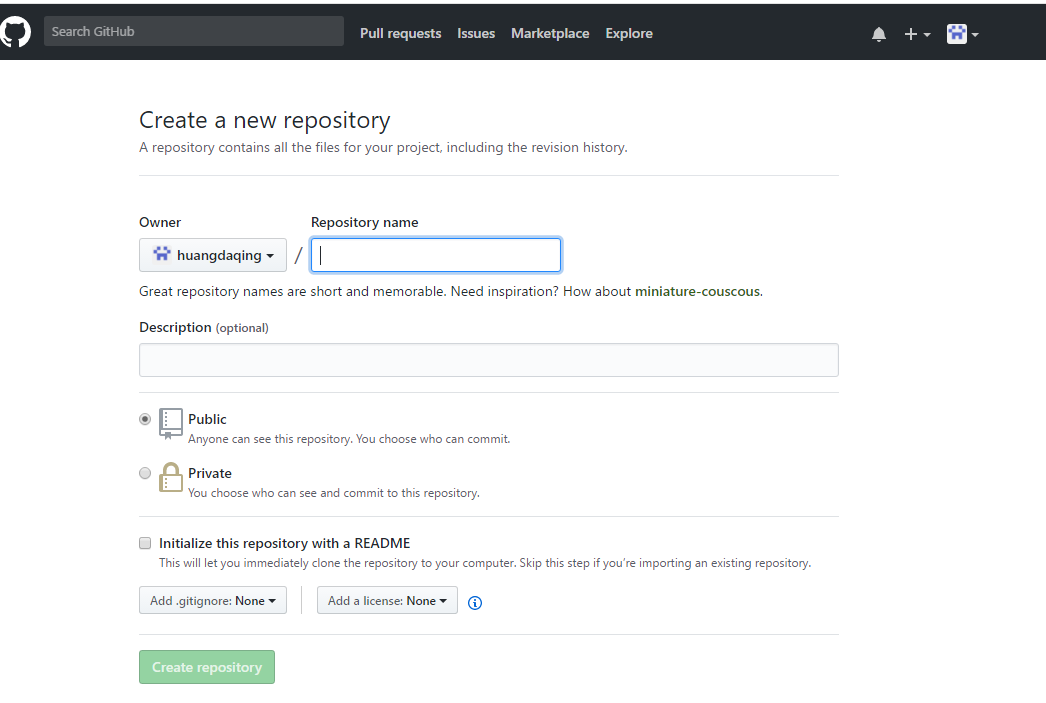 Search GitHub Pull requests Issues Marketplace Explore
Create a new repository
A repository contains all the files for your project, including the revision history.
Owner Repository name
huangdaqing /
Great repository names are short and memorable. Need inspiration? How about miniature-couscous.
Description (optional)
Public
Anyone can see this repository. You choose who can commit.
Private
You choose who can see and commit to this repository.
Initialize this repository with a README
This will let you immediately clone the repository to your computer. Skip this step if you’re importing an existing repository.
Add .gitignore: None Add a license: None
Create repository